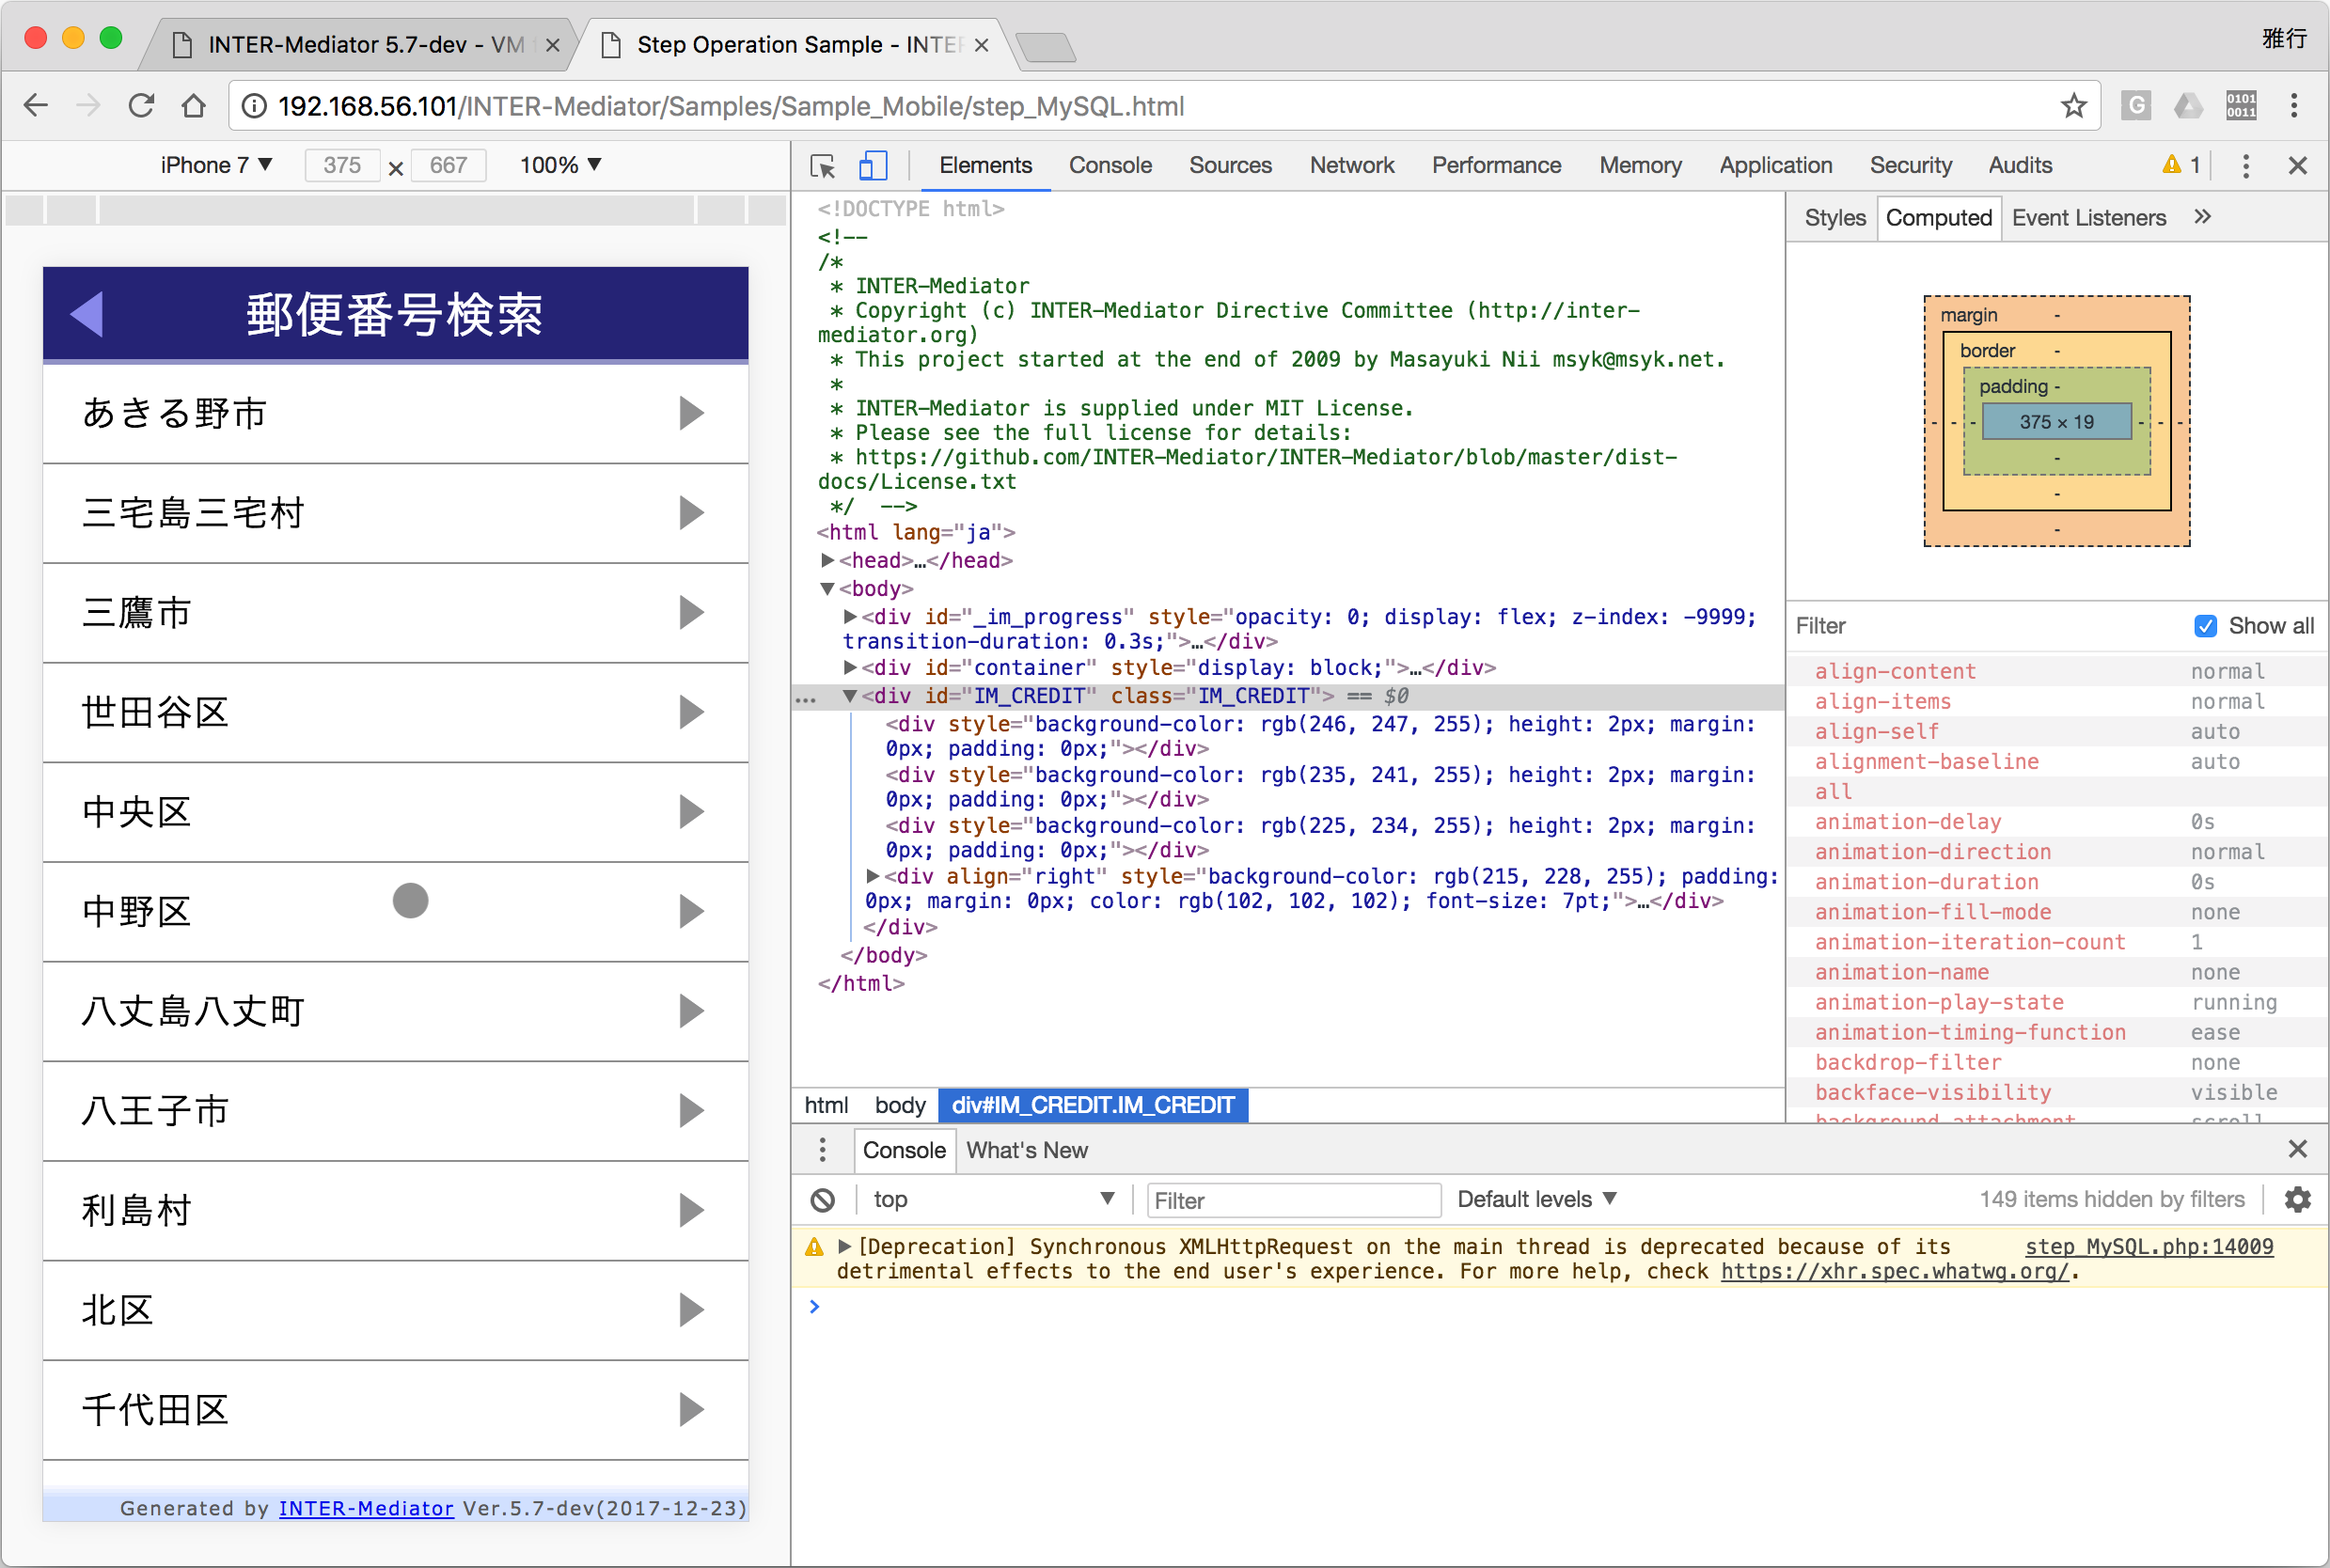 INTER-Mediator 5.7-dev - VM
Step Operation Sample - INTE
雅行
192.168.56.101/INTER-Mediator/Samples/Sample_Mobile/step_MySQL.html
G
0101
0011
iPhone 7 ▼ 375 × 667 100% ▼
郵便番号検索
あきる野市
三宅島三宅村
三鷹市
世田谷区
中央区
中野区
八丈島八丈町
八王子市
利島村
北区
千代田区
Generated by INTER-Mediator Ver.5.7-dev(2017-12-23)
Elements Console Sources Network Performance Memory Application Security Audits 1
<!DOCTYPE html>
<!--
/*
* INTER-Mediator
* Copyright (c) INTER-Mediator Directive Committee (http://inter-
mediator.org)
* This project started at the end of 2009 by Masayuki Nii msyk@msyk.net.
*
* INTER-Mediator is supplied under MIT License.
* Please see the full license for details:
* https://github.com/INTER-Mediator/INTER-Mediator/blob/master/dist-
docs/License.txt
*/ -->
<html lang="ja">
▶<head>…</head>
▼<body>
▶<div id="_im_progress" style="opacity: 0; display: flex; z-index: -9999;
transition-duration: 0.3s;">…</div>
▶<div id="container" style="display: block;">…</div>
… ▼<div id="IM_CREDIT" class="IM_CREDIT"> == $0
<div style="background-color: rgb(246, 247, 255); height: 2px; margin:
0px; padding: 0px;"></div>
<div style="background-color: rgb(235, 241, 255); height: 2px; margin:
0px; padding: 0px;"></div>
<div style="background-color: rgb(225, 234, 255); height: 2px; margin:
0px; padding: 0px;"></div>
▶<div align="right" style="background-color: rgb(215, 228, 255); padding:
0px; margin: 0px; color: rgb(102, 102, 102); font-size: 7pt;">…</div>
</div>
</body>
</html>
html body div#IM_CREDIT.IM_CREDIT
Styles Computed Event Listeners »
margin -
border -
padding -
- - - 375 × 19 - - -
-
-
-
Filter Show all
align-content normal
align-items normal
align-self auto
alignment-baseline auto
all
animation-delay 0s
animation-direction normal
animation-duration 0s
animation-fill-mode none
animation-iteration-count 1
animation-name none
animation-play-state running
animation-timing-function ease
backdrop-filter none
backface-visibility visible
background-attachment scroll
Console What's New
top ▼ Filter Default levels ▼ 149 items hidden by filters
▶[Deprecation] Synchronous XMLHttpRequest on the main thread is deprecated because of its step_MySQL.php:14009
detrimental effects to the end user's experience. For more help, check https://xhr.spec.whatwg.org/.
>